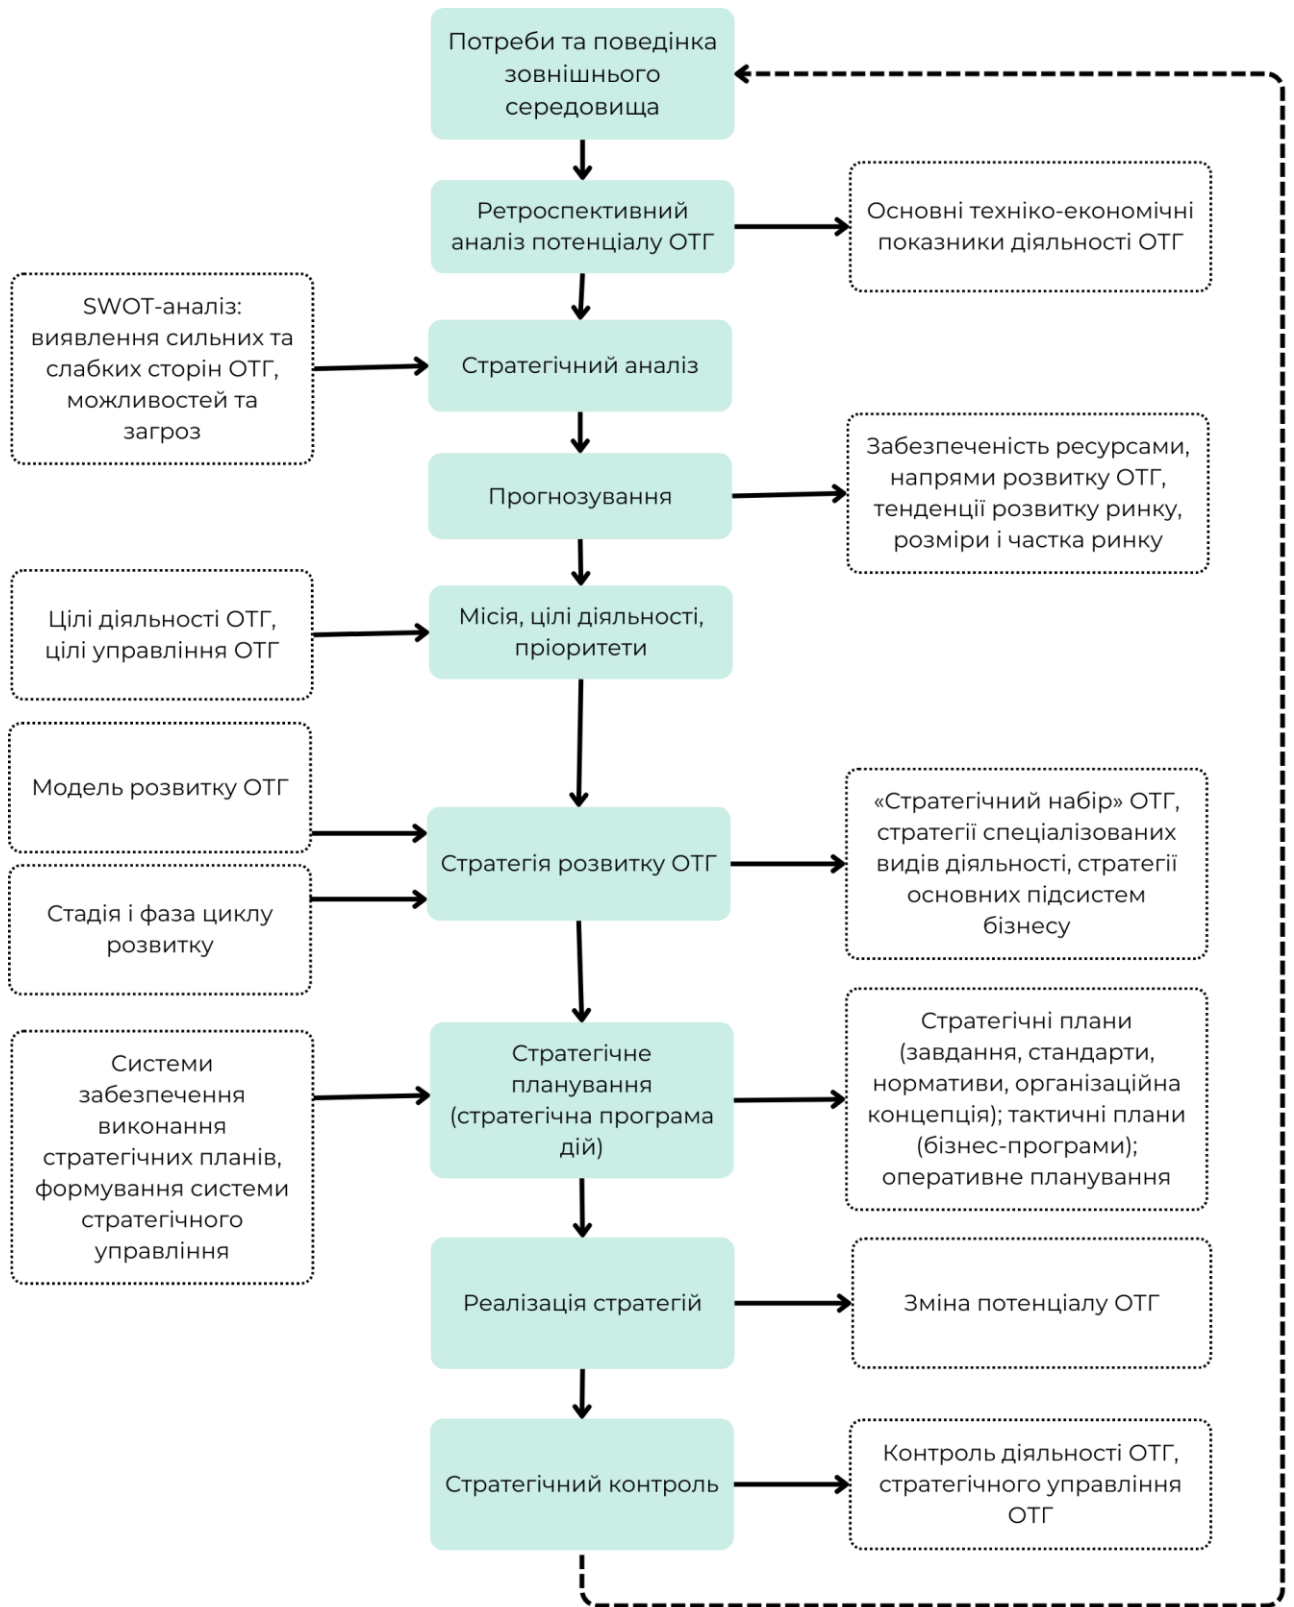 Потреби та поведінка
зовнішнього
середовища
Ретроспективний
аналіз потенціалу ОТГ
Основні техніко-економічні
показники діяльності ОТГ
SWOT-аналіз:
виявлення сильних та
слабких сторін ОТГ,
можливостей та
загроз
Стратегічний аналіз
Прогнозування
Забезпеченість ресурсами,
напрями розвитку ОТГ,
тенденції розвитку ринку,
розміри і частка ринку
Цілі діяльності ОТГ,
цілі управління ОТГ
Місія, цілі діяльності,
пріоритети
Модель розвитку ОТГ
Стадія і фаза циклу
розвитку
Стратегія розвитку ОТГ
«Стратегічний набір» ОТГ,
стратегії спеціалізованих
видів діяльності, стратегії
основних підсистем
бізнесу
Системи
забезпечення
виконання
стратегічних планів,
формування системи
стратегічного
управління
Стратегічне
планування
(стратегічна програма
дій)
Стратегічні плани
(завдання, стандарти,
нормативи, організаційна
концепція); тактичні плани
(бізнес-програми);
оперативне планування
Реалізація стратегій
Зміна потенціалу ОТГ
Стратегічний контроль
Контроль діяльності ОТГ,
стратегічного управління
ОТГ